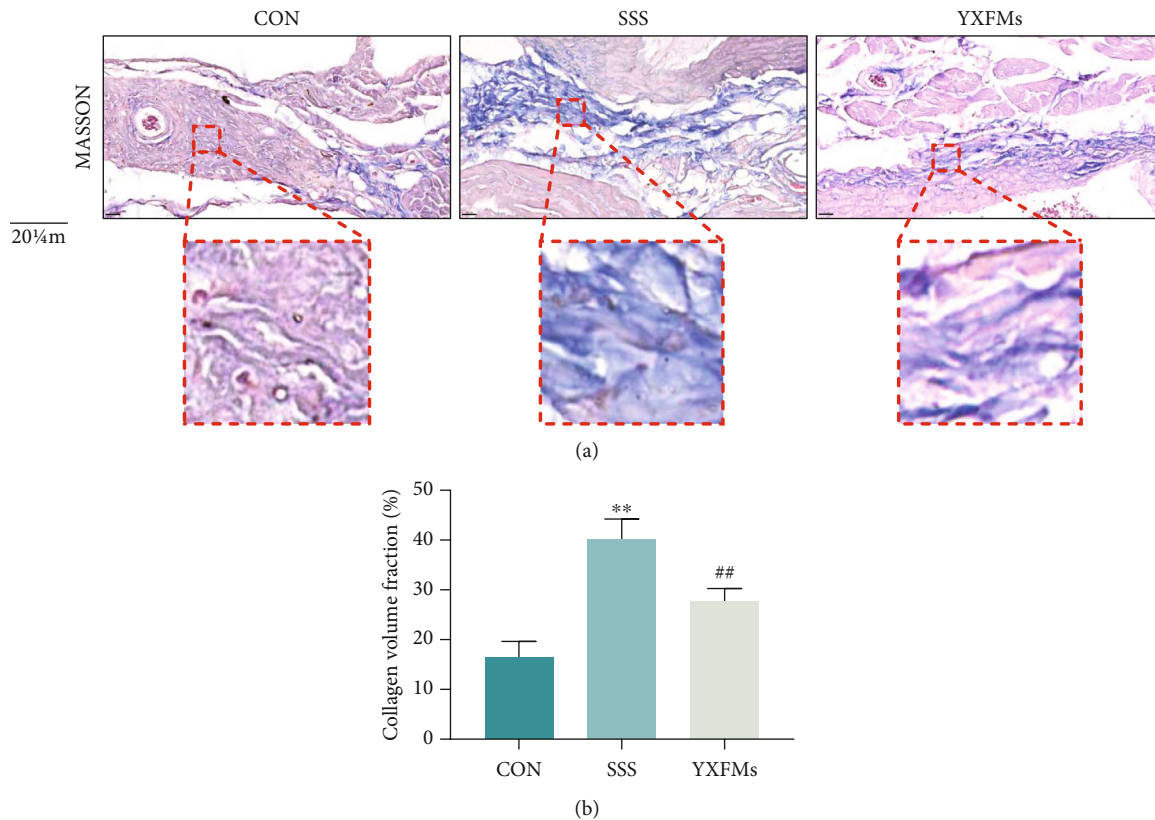 CON SSS YXFMs
MASSON
20¼m
(a)
Collagen volume fraction (%)
50
40
30
20
10
0
**
##
CON SSS YXFMs
(b)